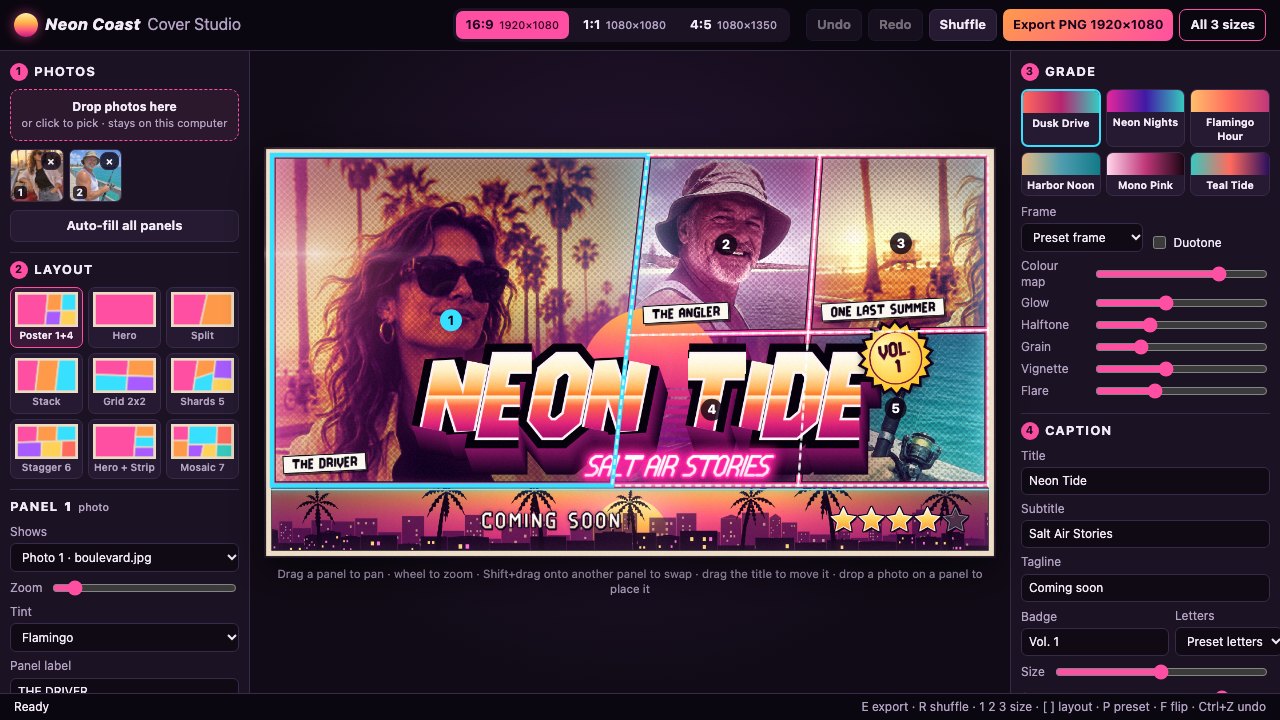 Neon Coast Cover Studio
16:9 1920×1080
1:1 1080×1080
4:5 1080×1350
Undo
Redo
Shuffle
Export PNG 1920×1080
All 3 sizes
1 PHOTOS
Drop photos here
or click to pick · stays on this computer
1 ×
2 ×
Auto-fill all panels
2 LAYOUT
Poster 1+4
Hero
Split
Stack
Grid 2x2
Shards 5
Stagger 6
Hero + Strip
Mosaic 7
PANEL 1 photo
Shows
Photo 1 · boulevard.jpg
Zoom
Tint
Flamingo
Panel label
THE DRIVER
1
2
3
THE ANGLER
ONE LAST SUMMER
VOL.
1
NEON TIDE
4
5
THE DRIVER
SALT AIR STORIES
COMING SOON
Drag a panel to pan · wheel to zoom · Shift+drag onto another panel to swap · drag the title to move it · drop a photo on a panel to
place it
3 GRADE
Dusk Drive
Neon Nights
Flamingo
Hour
Harbor Noon
Mono Pink
Teal Tide
Frame
Preset frame
Duotone
Colour
map
Glow
Halftone
Grain
Vignette
Flare
4 CAPTION
Title
Neon Tide
Subtitle
Salt Air Stories
Tagline
Coming soon
Badge
Letters
Vol. 1
Preset letters
Size
Ready
E export · R shuffle · 1 2 3 size · [ ] layout · P preset · F flip · Ctrl+Z undo